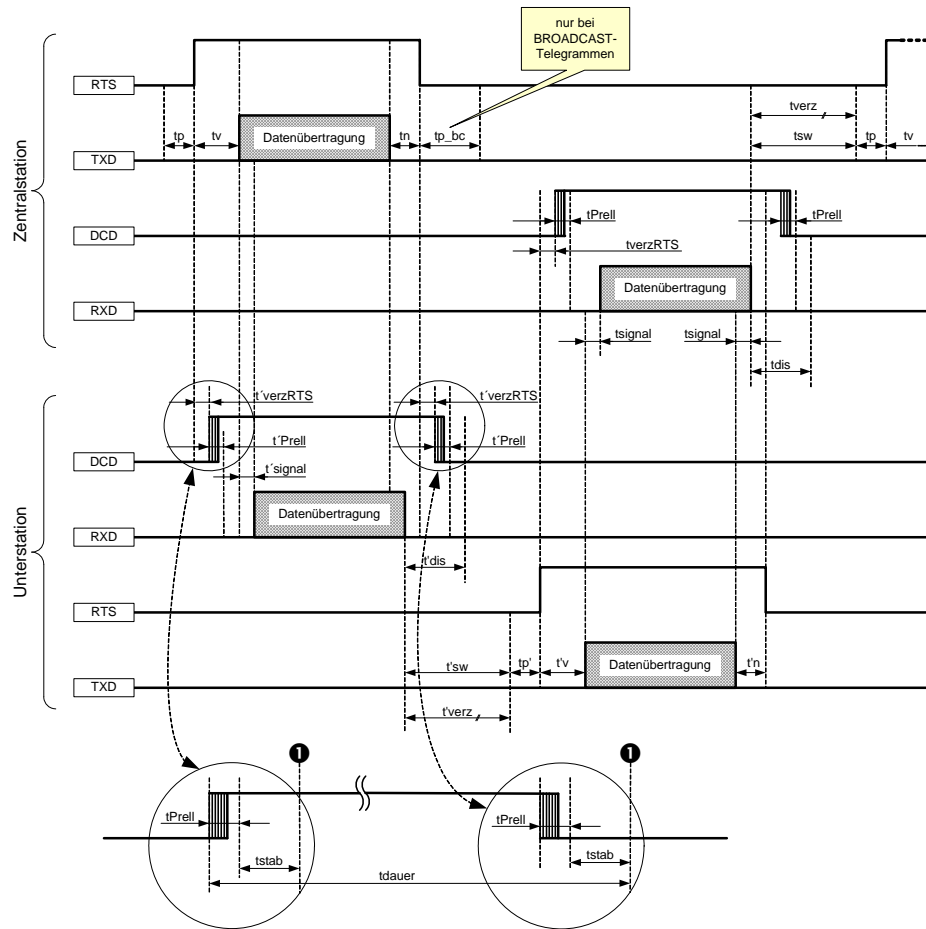 nur bei
BROADCAST-
Telegrammen
Zentralstation
RTS
tverz
tp
tv
Datenübertragung
tn
tp_bc
tsw
tp
tv
TXD
tPrell
tPrell
DCD
tverzRTS
Datenübertragung
RXD
tsignal
tsignal
tdis
Unterstation
t´verzRTS
t´verzRTS
t´Prell
t´Prell
DCD
t´signal
Datenübertragung
RXD
t'dis
RTS
t'sw
tp'
t'v
Datenübertragung
t'n
TXD
t'verz
1
1
tPrell
tPrell
tstab
tstab
tdauer